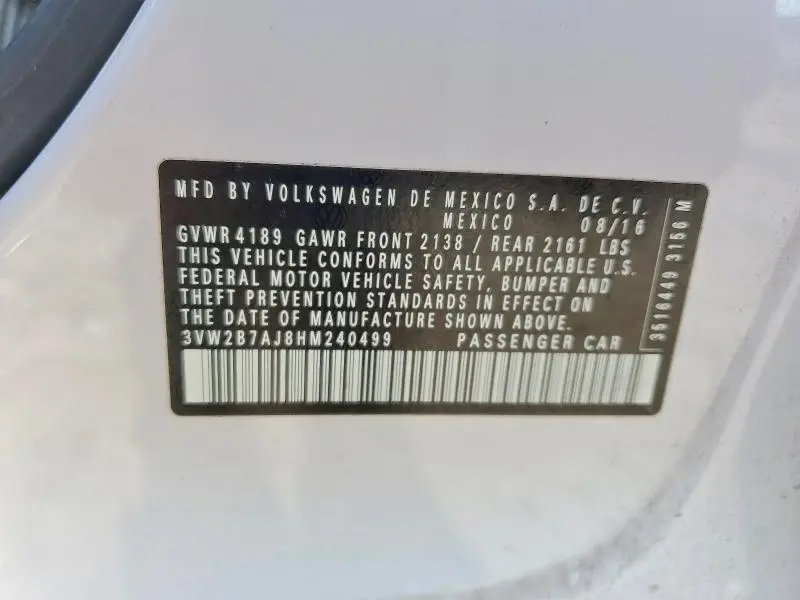 MFD BY VOLKSWAGEN DE MEXICO S.A. DE C.V.
MEXICO 08/16
GVWR 4189 GAWR FRONT 2138 / REAR 2161 LBS
THIS VEHICLE CONFORMS TO ALL APPLICABLE U.S.
FEDERAL MOTOR VEHICLE SAFETY, BUMPER AND
THEFT PREVENTION STANDARDS IN EFFECT ON
THE DATE OF MANUFACTURE SHOWN ABOVE.
3VW2B7AJ8HM240499 PASSENGER CAR
3516449 3156 M